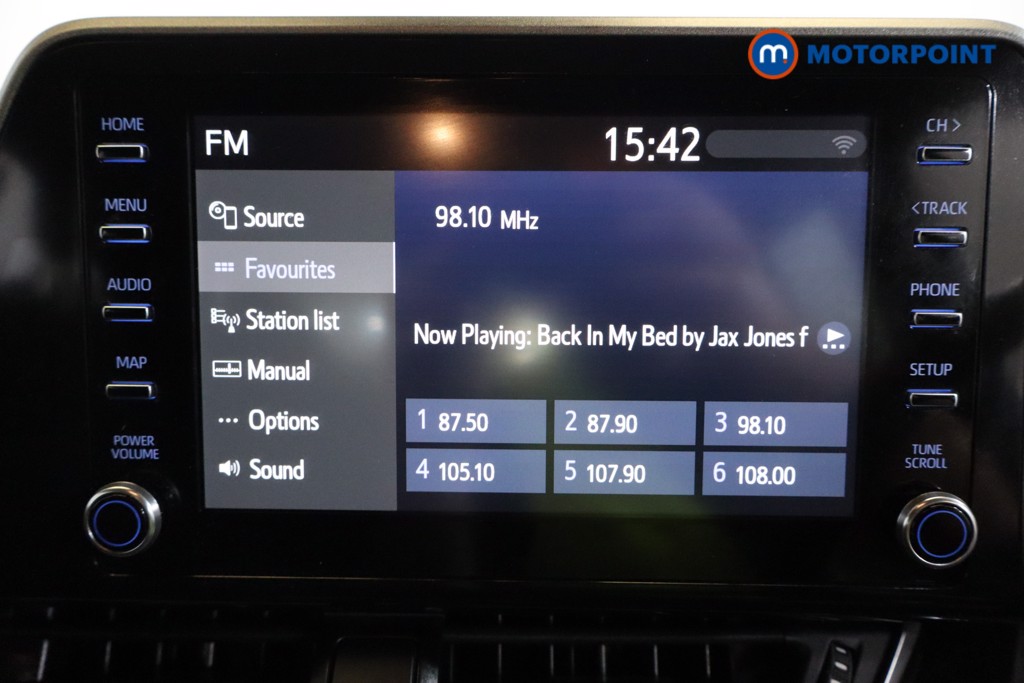 MOTORPOINT
HOME
MENU
AUDIO
MAP
POWER
VOLUME
FM
15:42
Source
Favourites
Station list
Manual
Options
Sound
98.10 MHz
Now Playing: Back In My Bed by Jax Jones f
1 87.50
2 87.90
3 98.10
4 105.10
5 107.90
6 108.00
CH >
<TRACK
PHONE
SETUP
TUNE
SCROLL